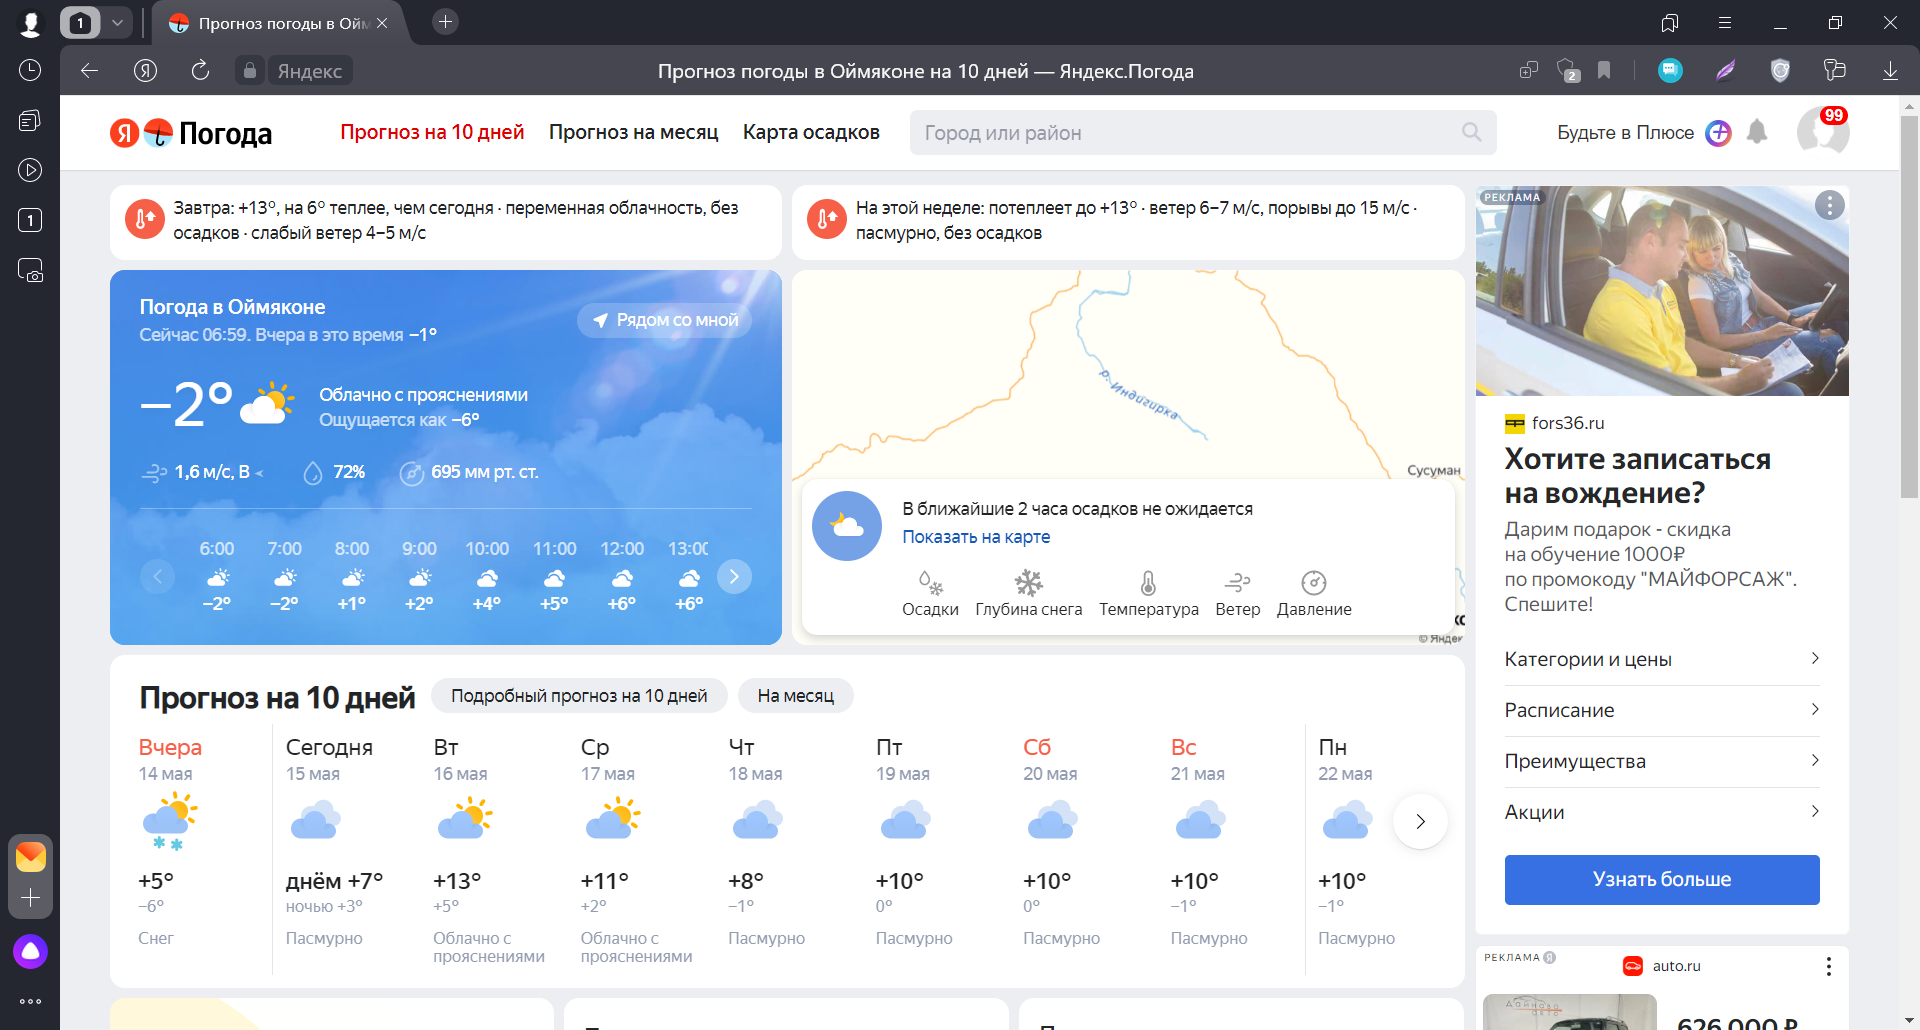 1
Прогноз погоды в Ойм
Яндекс
Прогноз погоды в Оймяконе на 10 дней — Яндекс.Погода
2
1
Я Погода
Прогноз на 10 дней
Прогноз на месяц
Карта осадков
Город или район
Будьте в Плюсе
99
Завтра: +13°, на 6° теплее, чем сегодня · переменная облачность, без
осадков · слабый ветер 4–5 м/с
На этой неделе: потеплеет до +13° · ветер 6–7 м/с, порывы до 15 м/с ·
пасмурно, без осадков
Погода в Оймяконе
Сейчас 06:59. Вчера в это время −1°
Рядом со мной
−2°
Облачно с прояснениями
Ощущается как −6°
1,6 м/с, В
72%
695 мм рт. ст.
6:00 7:00 8:00 9:00 10:00 11:00 12:00 13:00
−2° −2° +1° +2° +4° +5° +6° +6°
р. Индигирка
Сусуман
В ближайшие 2 часа осадков не ожидается
Показать на карте
Осадки Глубина снега Температура Ветер Давление
© Яндек
Прогноз на 10 дней
Подробный прогноз на 10 дней
На месяц
Вчера Сегодня Вт Ср Чт Пт Сб Вс Пн
14 мая 15 мая 16 мая 17 мая 18 мая 19 мая 20 мая 21 мая 22 мая
+5° днём +7° +13° +11° +8° +10° +10° +10° +10°
−6° ночью +3° +5° +2° −1° 0° 0° −1° −1°
Снег Пасмурно Облачно с Облачно с Пасмурно Пасмурно Пасмурно Пасмурно Пасмурно
прояснениями прояснениями
РЕКЛАМА
fors36.ru
Хотите записаться
на вождение?
Дарим подарок - скидка
на обучение 1000₽
по промокоду "МАЙФОРСАЖ".
Спешите!
Категории и цены
Расписание
Преимущества
Акции
Узнать больше
РЕКЛАМА Я
auto.ru
626 000 ₽